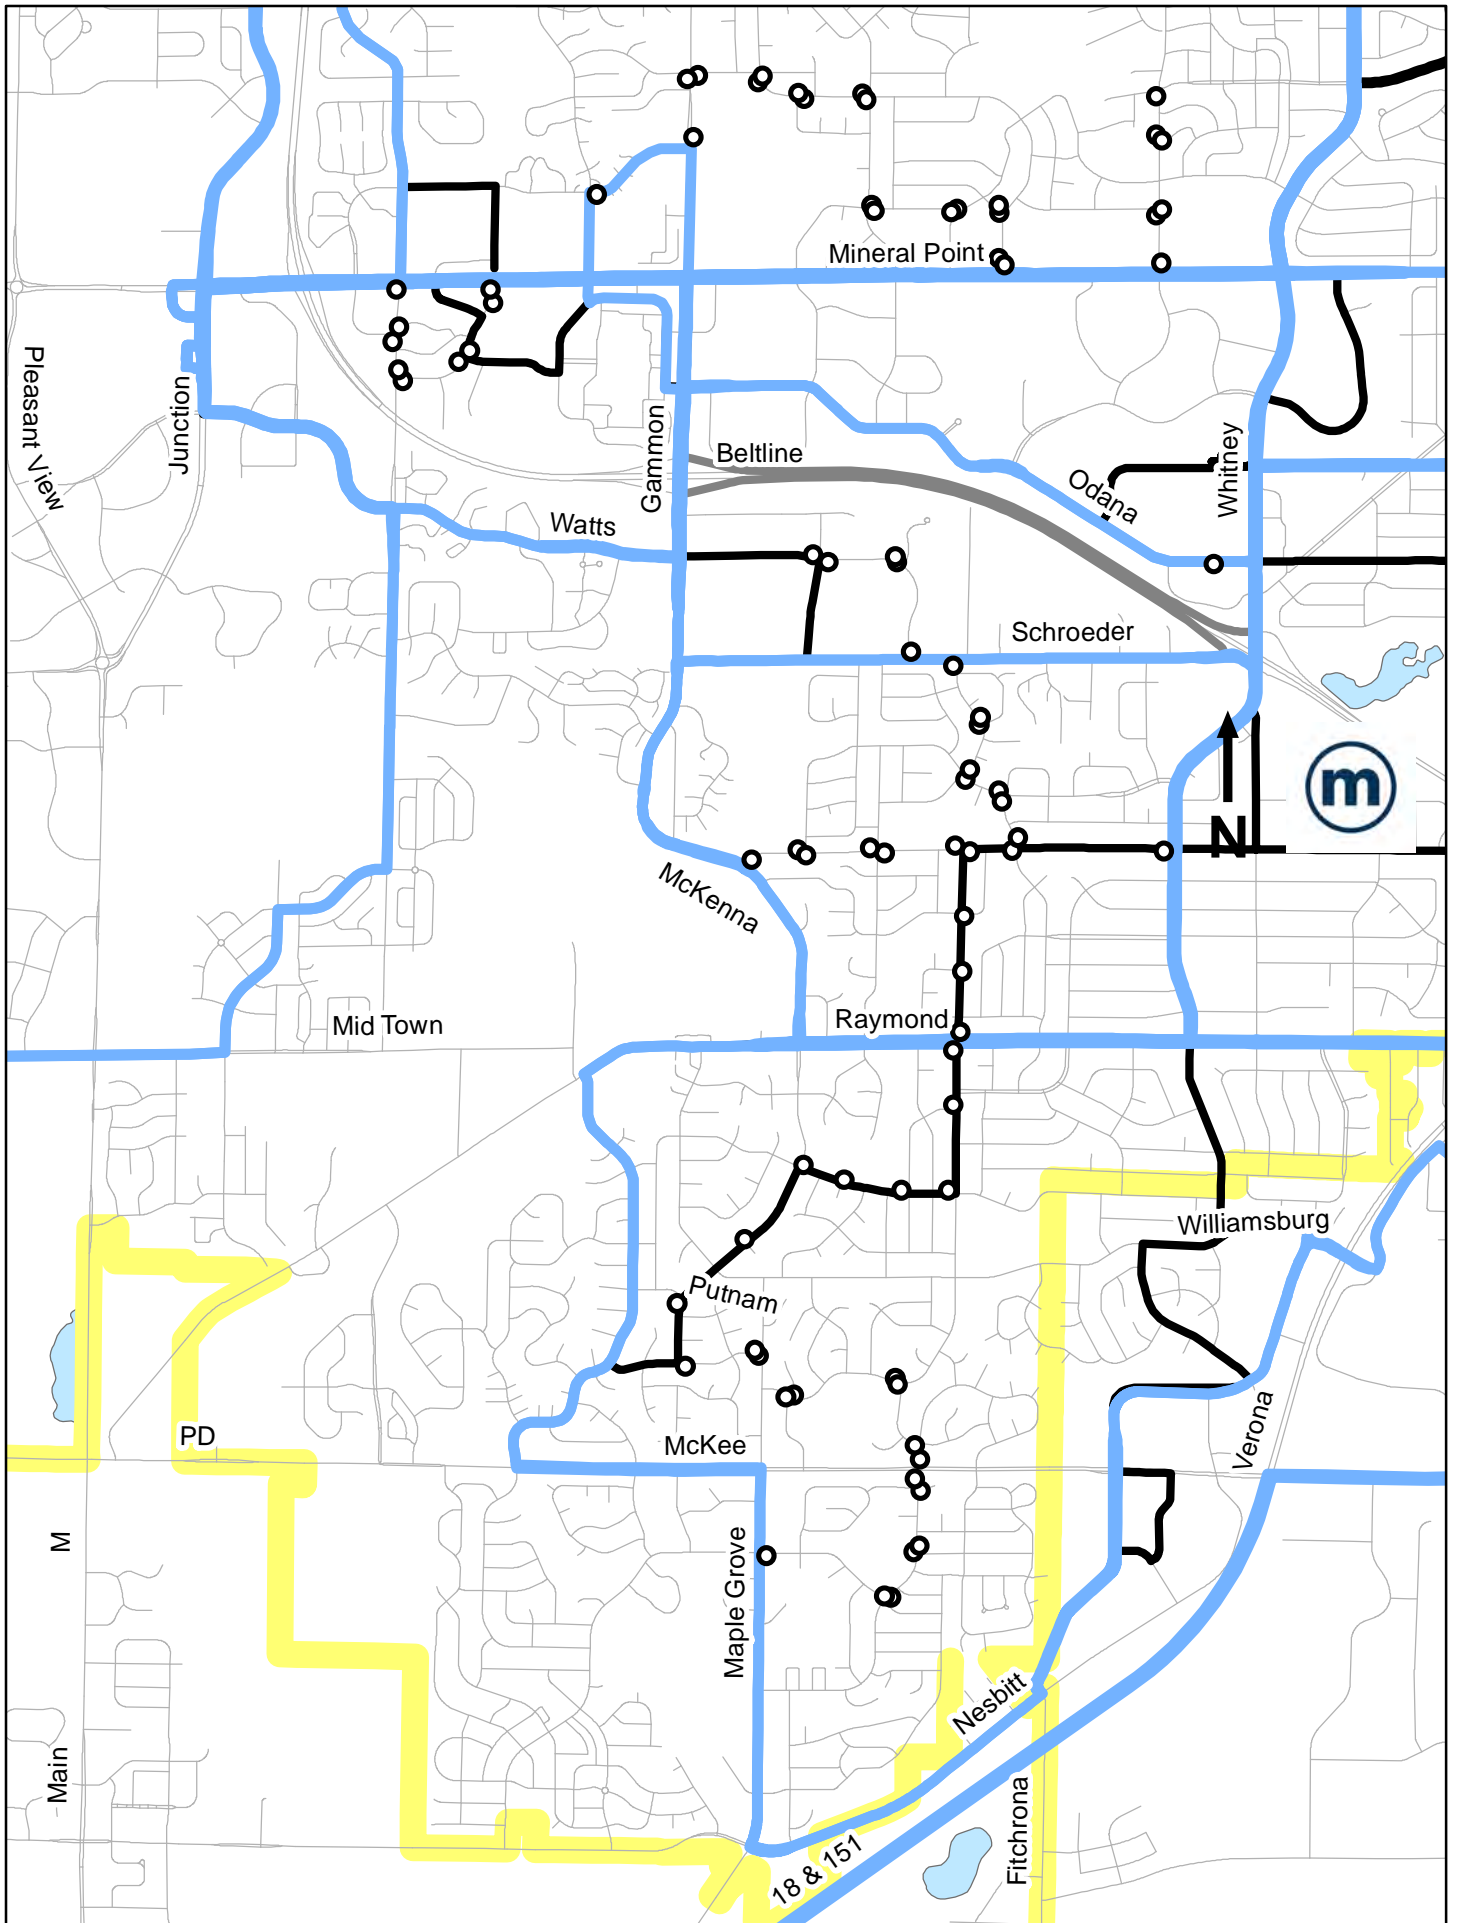 Mineral Point
Pleasant View
Junction
Gammon
Beltline
Whitney
Odana
Watts
Schroeder
m
N
McKenna
Mid Town
Raymond
Williamsburg
Putnam
PD
McKee
Verona
M
Maple Grove
Nesbitt
Main
Fitchrona
18 & 151